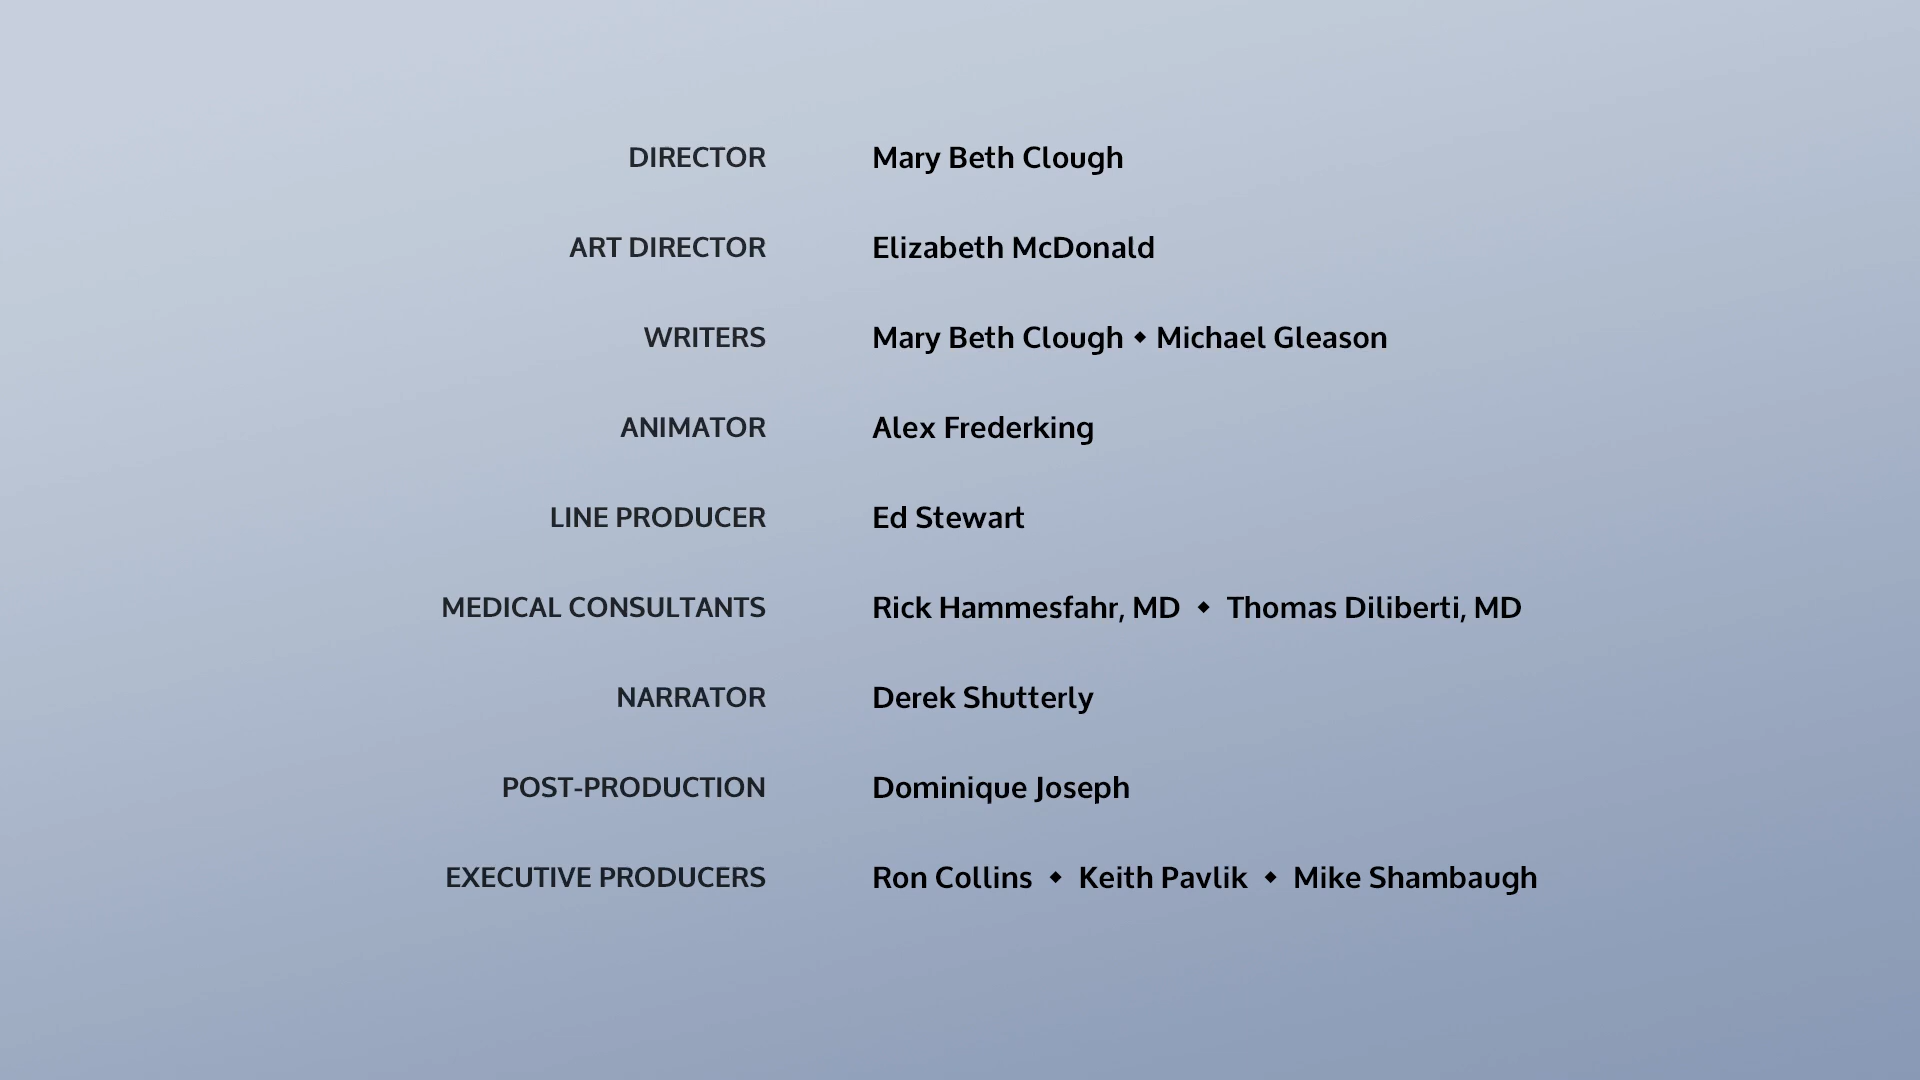 DIRECTOR Mary Beth Clough
ART DIRECTOR Elizabeth McDonald
WRITERS Mary Beth Clough ◆ Michael Gleason
ANIMATOR Alex Frederking
LINE PRODUCER Ed Stewart
MEDICAL CONSULTANTS Rick Hammesfahr, MD ◆ Thomas Diliberti, MD
NARRATOR Derek Shutterly
POST-PRODUCTION Dominique Joseph
EXECUTIVE PRODUCERS Ron Collins ◆ Keith Pavlik ◆ Mike Shambaugh